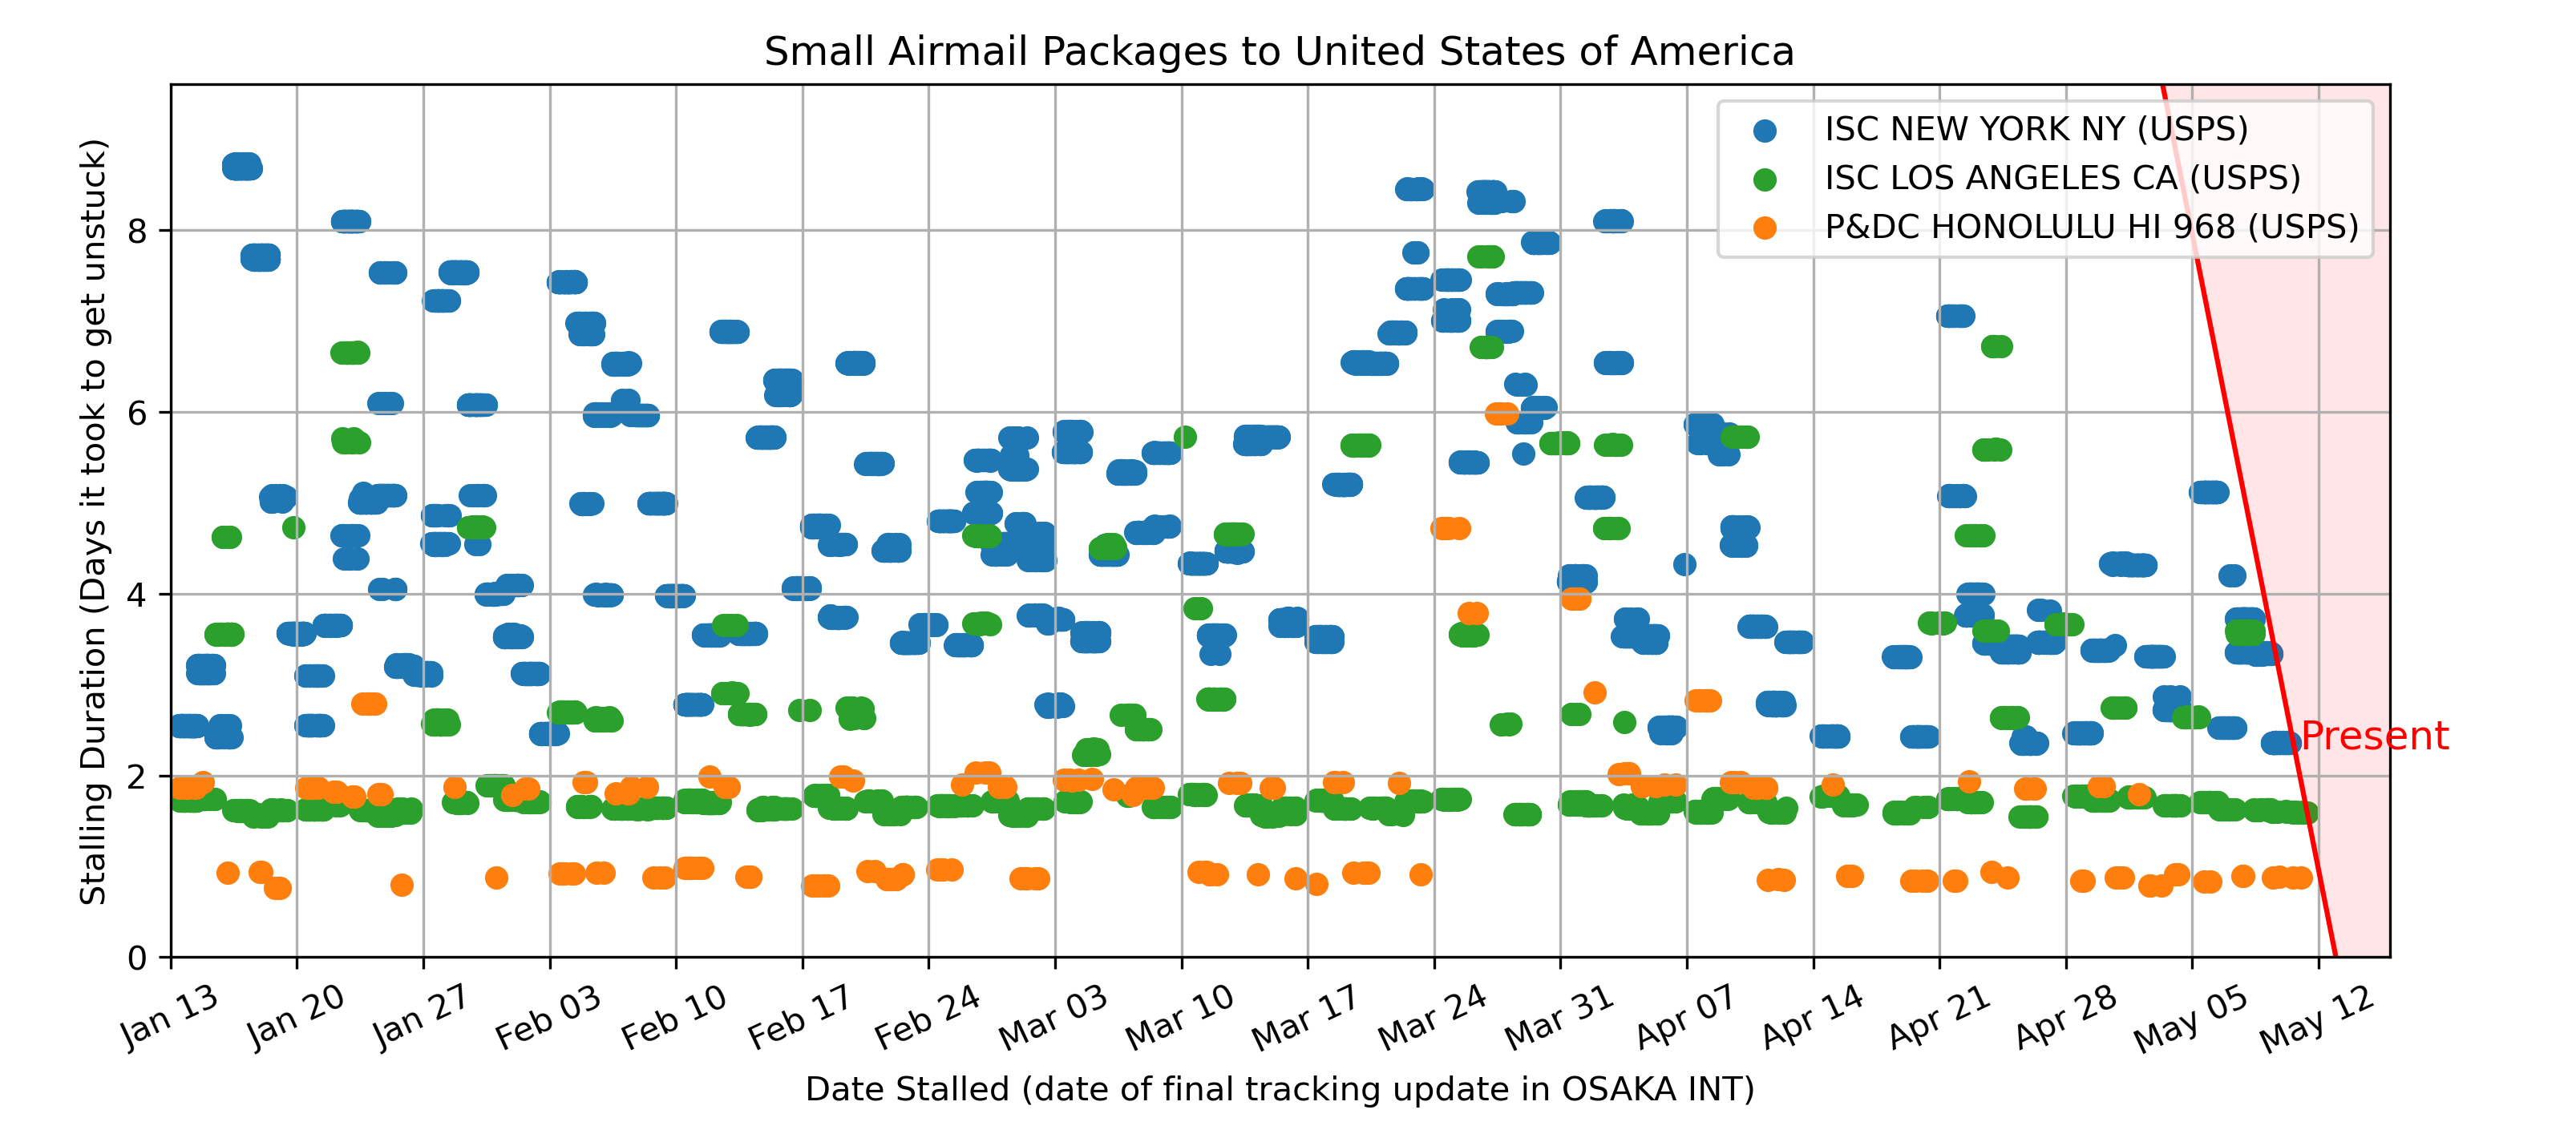 Small Airmail Packages to United States of America
ISC NEW YORK NY (USPS)
ISC LOS ANGELES CA (USPS)
P&DC HONOLULU HI 968 (USPS)
Stalling Duration (Days it took to get unstuck)
8
6
4
2
0
Present
Jan 13
Jan 20
Jan 27
Feb 03
Feb 10
Feb 17
Feb 24
Mar 03
Mar 10
Mar 17
Mar 24
Mar 31
Apr 07
Apr 14
Apr 21
Apr 28
May 05
May 12
Date Stalled (date of final tracking update in OSAKA INT)